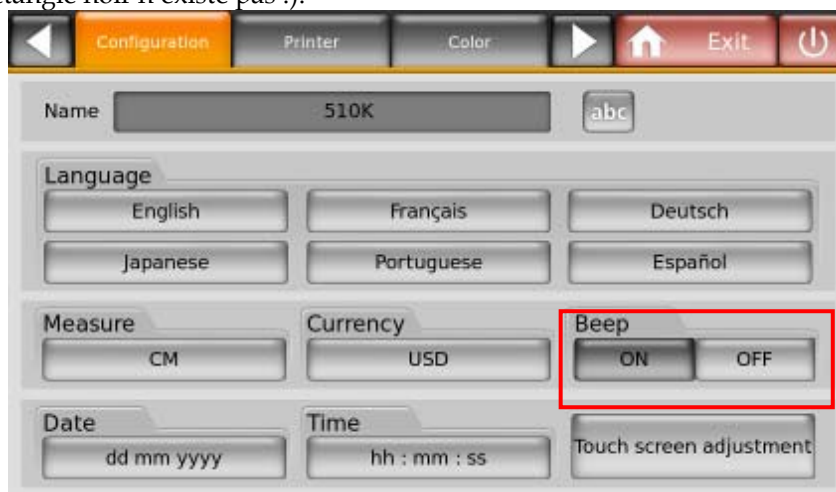 Configuration Printer Color Exit
Name 510K abc
Language
English Français Deutsch
Japanese Portuguese Español
Measure Currency Beep
CM USD ON OFF
Date Time
dd mm yyyy hh : mm : ss Touch screen adjustment